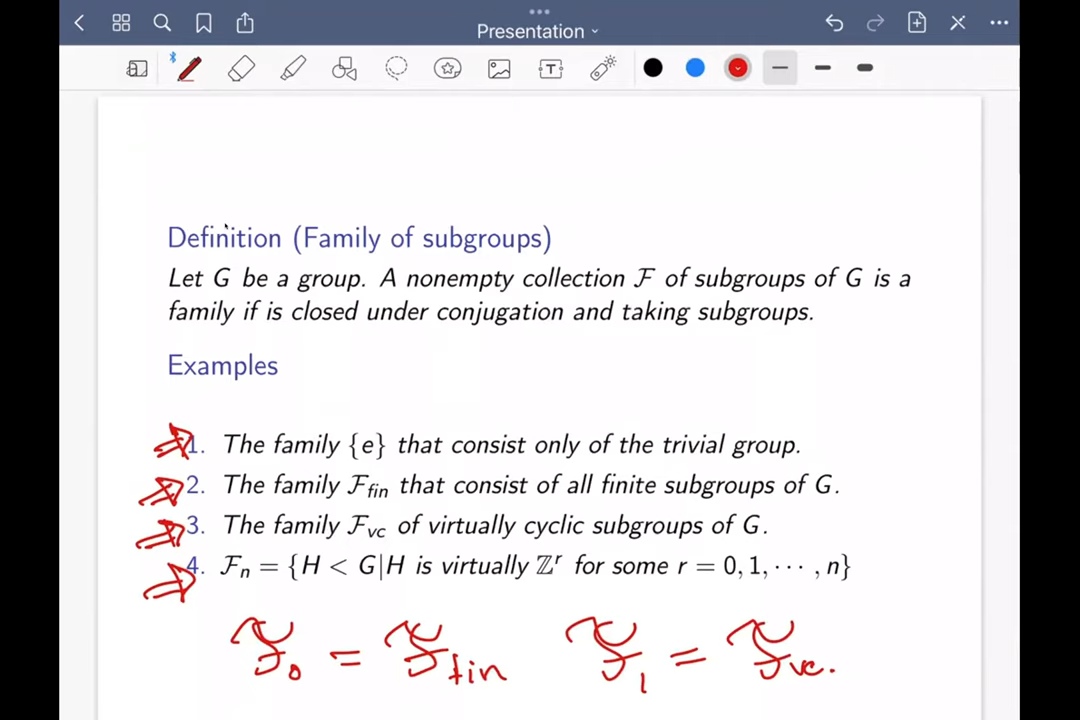 Presentation
Definition (Family of subgroups)
Let G be a group. A nonempty collection ℱ of subgroups of G is a
family if is closed under conjugation and taking subgroups.
Examples
1. The family {e} that consist only of the trivial group.
2. The family ℱ_fin that consist of all finite subgroups of G.
3. The family ℱ_vc of virtually cyclic subgroups of G.
4. ℱ_n = {H < G|H is virtually ℤ^r for some r = 0, 1, ⋯ , n}
ℱ_0 = ℱ_fin ℱ_1 = ℱ_vc.